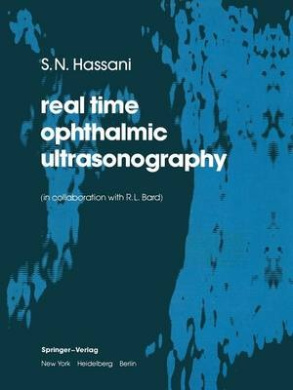 S.N. Hassani
real time
ophthalmic
ultrasonography
(in collaboration with R.L. Bard)
Springer-Verlag
New York Heidelberg Berlin